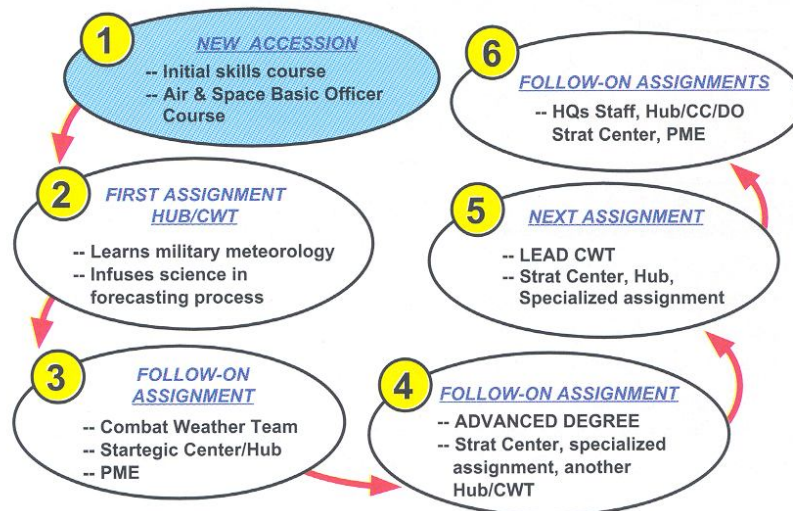 1
NEW ACCESSION
-- Initial skills course
-- Air & Space Basic Officer
Course
2
FIRST ASSIGNMENT
HUB/CWT
-- Learns military meteorology
-- Infuses science in
forecasting process
3
FOLLOW-ON
ASSIGNMENT
-- Combat Weather Team
-- Startegic Center/Hub
-- PME
4
FOLLOW-ON ASSIGNMENT
-- ADVANCED DEGREE
-- Strat Center, specialized
assignment, another
Hub/CWT
5
NEXT ASSIGNMENT
-- LEAD CWT
-- Strat Center, Hub,
Specialized assignment
6
FOLLOW-ON ASSIGNMENTS
-- HQs Staff, Hub/CC/DO
Strat Center, PME